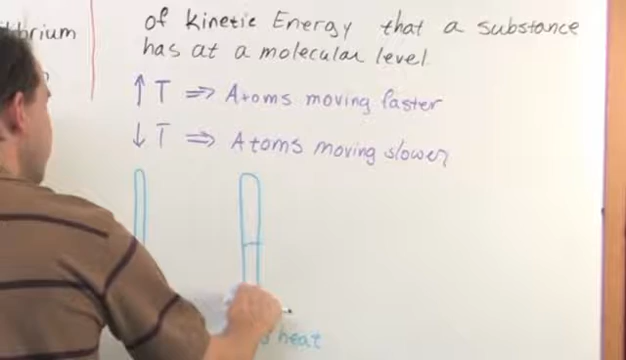 of Kinetic Energy that a substance
has at a molecular level.
↑ T ⇒ Atoms moving faster
↓ T ⇒ Atoms moving slower
heat